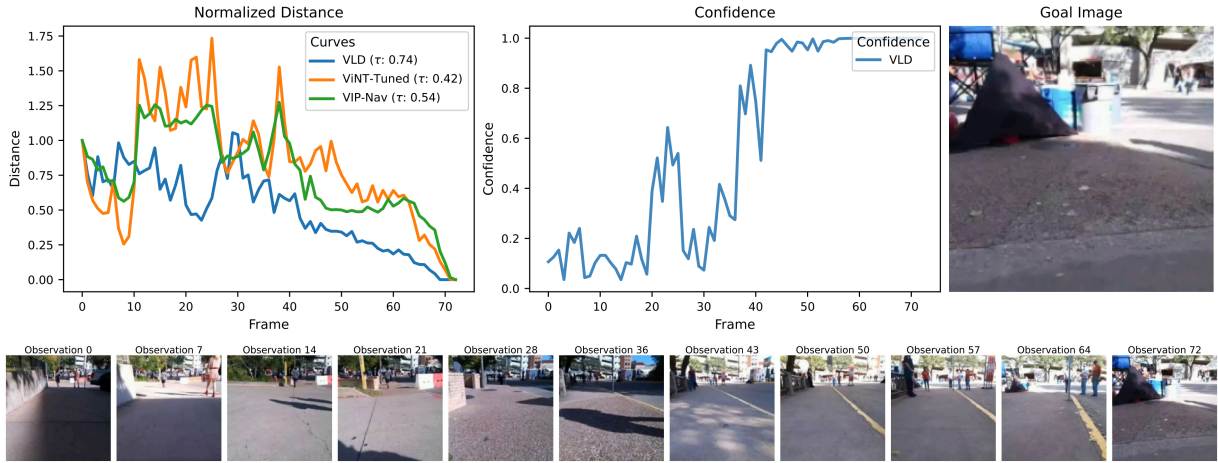 Normalized Distance
Distance
1.75
1.50
1.25
1.00
0.75
0.50
0.25
0.00
0 10 20 30 40 50 60 70
Frame
Curves
VLD (τ: 0.74)
ViNT-Tuned (τ: 0.42)
VIP-Nav (τ: 0.54)
Confidence
Confidence
1.0
0.8
0.6
0.4
0.2
0.0
0 10 20 30 40 50 60 70
Frame
Confidence
VLD
Goal Image
Observation 0
Observation 7
Observation 14
Observation 21
Observation 28
Observation 36
Observation 43
Observation 50
Observation 57
Observation 64
Observation 72